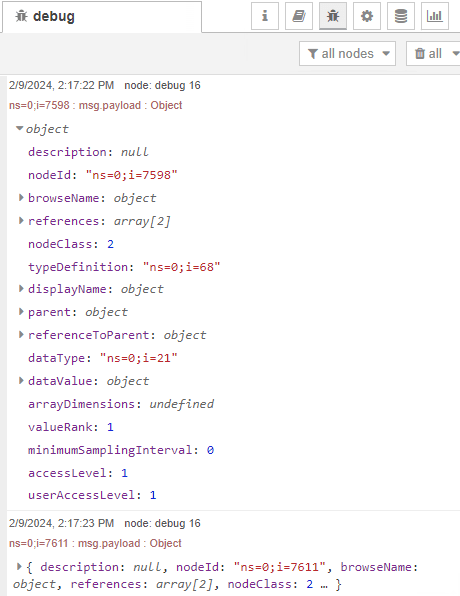 debug
all nodes
all
2/9/2024, 2:17:22 PM node: debug 16
ns=0;i=7598 : msg.payload : Object
object
description: null
nodeId: "ns=0;i=7598"
browseName: object
references: array[2]
nodeClass: 2
typeDefinition: "ns=0;i=68"
displayName: object
parent: object
referenceToParent: object
dataType: "ns=0;i=21"
dataValue: object
arrayDimensions: undefined
valueRank: 1
minimumSamplingInterval: 0
accessLevel: 1
userAccessLevel: 1
2/9/2024, 2:17:23 PM node: debug 16
ns=0;i=7611 : msg.payload : Object
{ description: null, nodeId: "ns=0;i=7611", browseName:
object, references: array[2], nodeClass: 2 … }